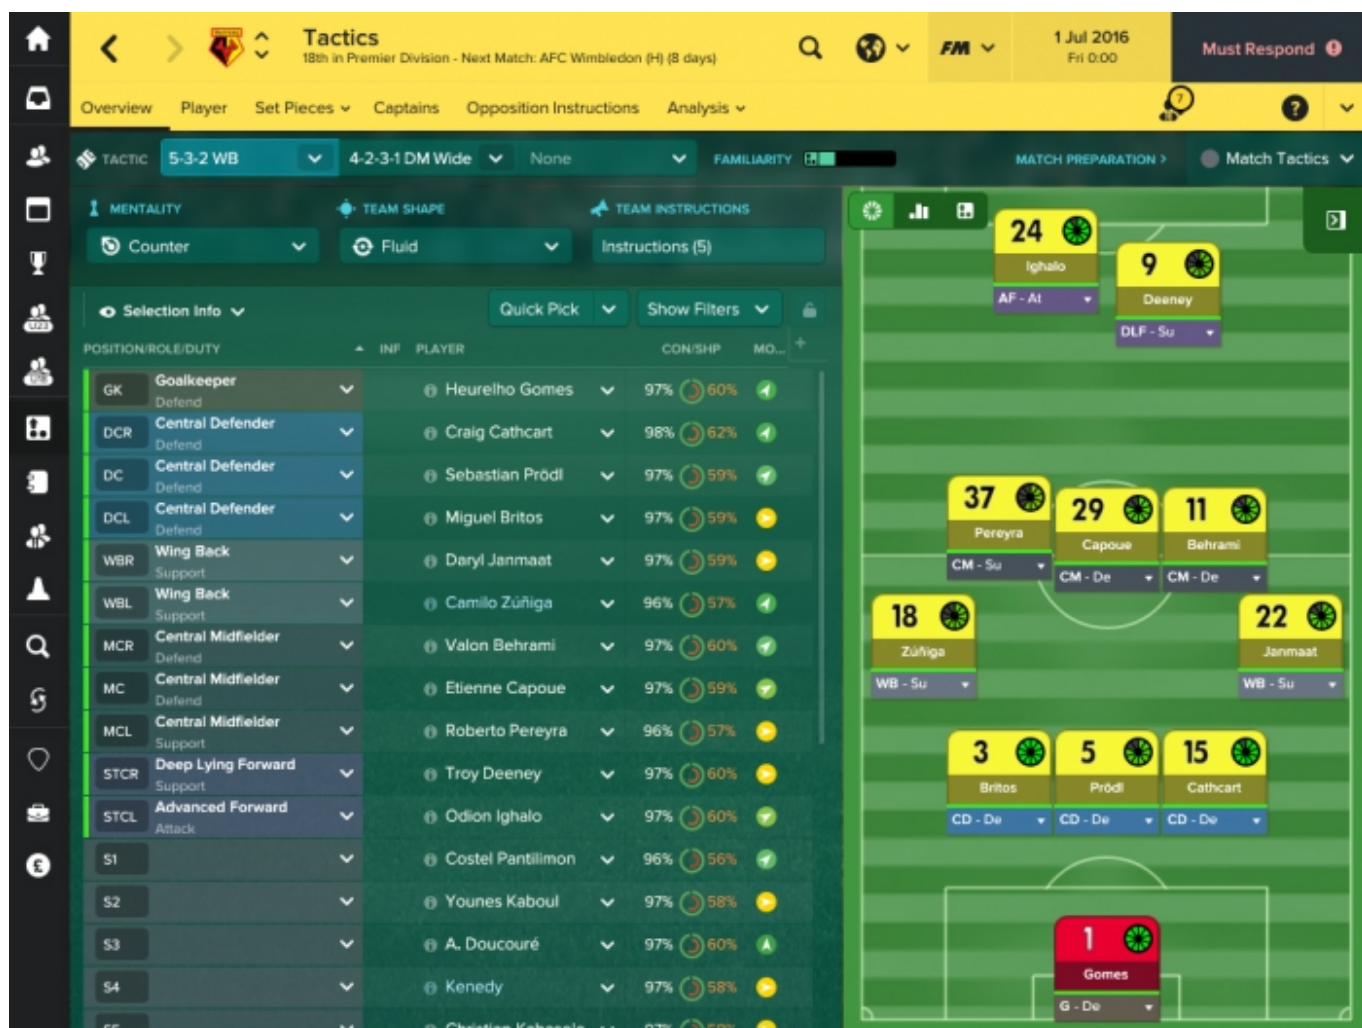 Tactics
18th in Premier Division - Next Match: AFC Wimbledon (H) (8 days)
FM
1 Jul 2016
Fri 0:00
Must Respond
Overview Player Set Pieces Captains Opposition Instructions Analysis
7
?
TACTIC 5-3-2 WB 4-2-3-1 DM Wide None FAMILIARITY MATCH PREPARATION > Match Tactics
MENTALITY TEAM SHAPE TEAM INSTRUCTIONS
Counter Fluid Instructions (5)
Selection Info Quick Pick Show Filters
POSITION/ROLE/DUTY INF PLAYER CON/SHP MO...
GK Goalkeeper Heurelho Gomes 97% 60%
Defend
DCR Central Defender Craig Cathcart 98% 62%
Defend
DC Central Defender Sebastian Prödl 97% 59%
Defend
DCL Central Defender Miguel Britos 97% 59%
Defend
WBR Wing Back Daryl Janmaat 97% 59%
Support
WBL Wing Back Camilo Zúñiga 96% 57%
Support
MCR Central Midfielder Valon Behrami 97% 60%
Defend
MC Central Midfielder Etienne Capoue 97% 59%
Defend
MCL Central Midfielder Roberto Pereyra 96% 57%
Support
STCR Deep Lying Forward Troy Deeney 97% 60%
Support
STCL Advanced Forward Odion Ighalo 97% 60%
Attack
S1 Costel Pantilimon 96% 56%
S2 Younes Kaboul 97% 58%
S3 A. Doucouré 97% 60%
S4 Kenedy 97% 58%
24
Ighalo
AF - At
9
Deeney
DLF - Su
37
Pereyra
CM - Su
29
Capoue
CM - De
11
Behrami
CM - De
18
Zúñiga
WB - Su
22
Janmaat
WB - Su
3
Britos
CD - De
5
Prödl
CD - De
15
Cathcart
CD - De
1
Gomes
G - De